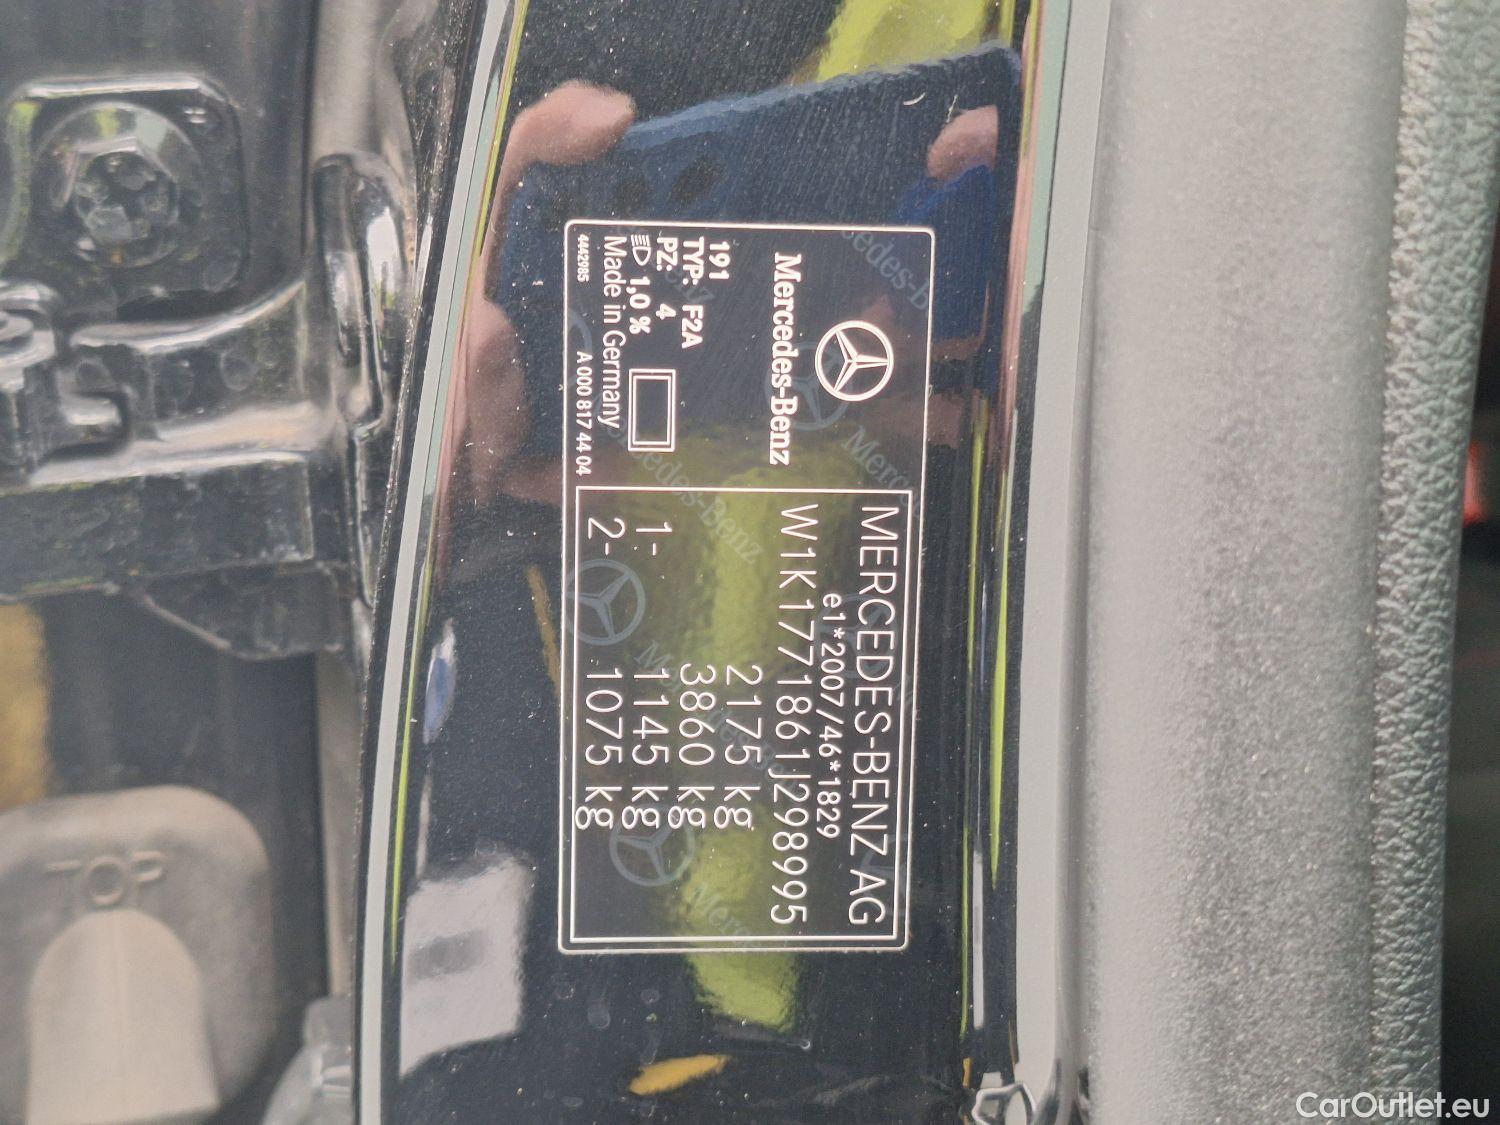 Mercedes-Benz
191
TYP: F2A
PZ: 4
1,0 %
Made in Germany
4442985 A 000 817 44 04
MERCEDES-BENZ AG
e1*2007/46*1829
W1K1771861J298995
2175 kg
3860 kg
1- 1145 kg
2- 1075 kg
TOP
CarOutlet.eu